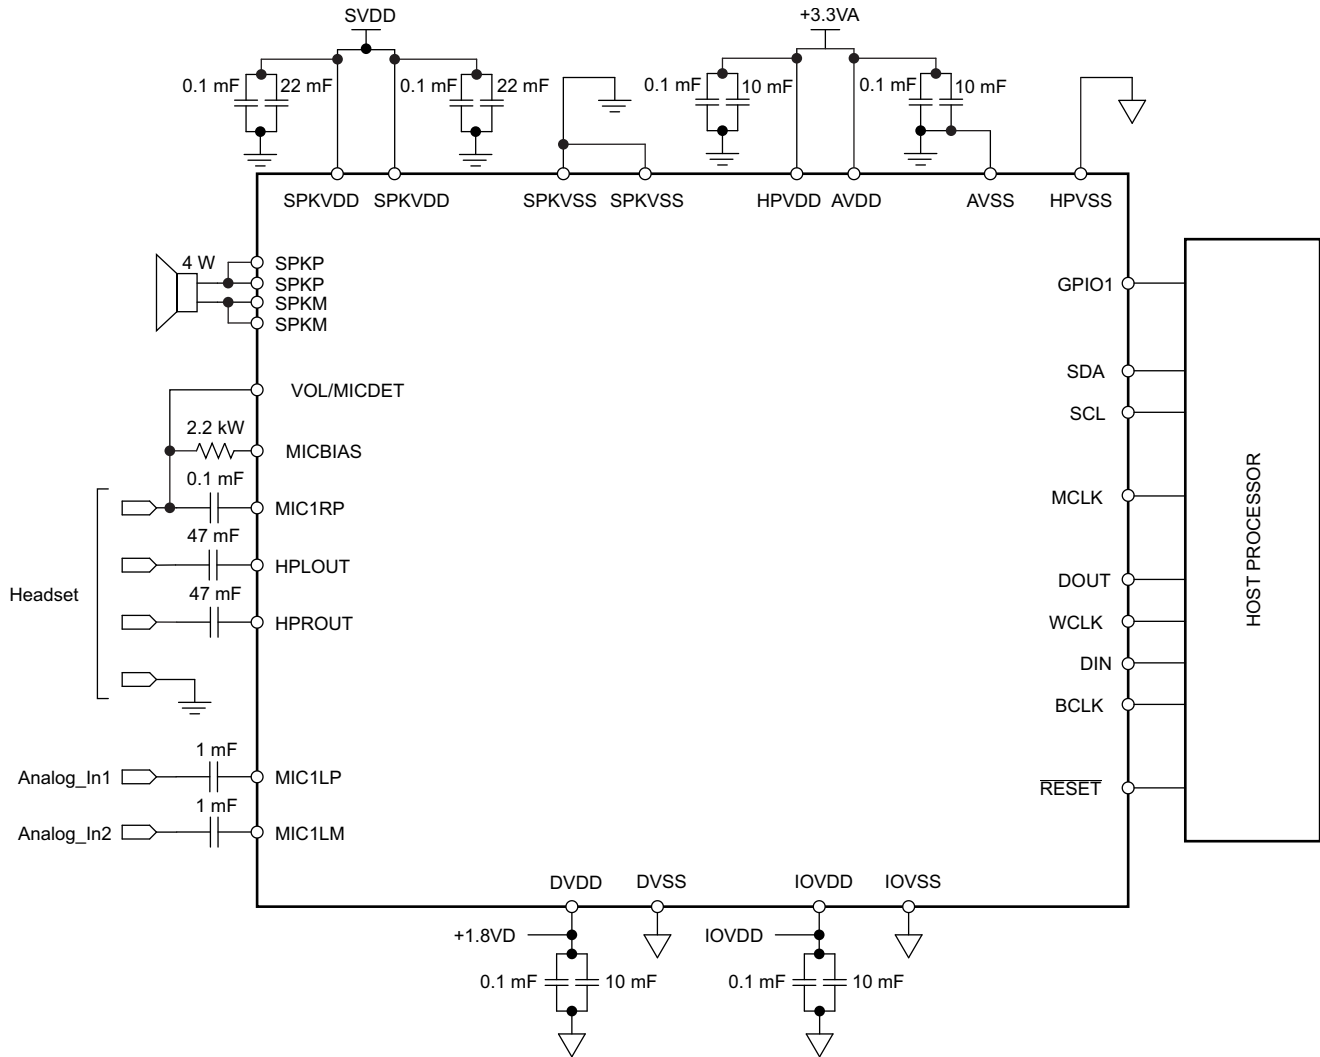 SVDD
+3.3VA
0.1 mF 22 mF
0.1 mF 22 mF
0.1 mF 10 mF
0.1 mF 10 mF
SPKVDD SPKVDD SPKVSS SPKVSS HPVDD AVDD AVSS HPVSS
4 W
SPKP
SPKP
SPKM
SPKM
VOL/MICDET
2.2 kW
MICBIAS
0.1 mF
MIC1RP
47 mF
HPLOUT
47 mF
Headset
HPROUT
1 mF
Analog_In1
MIC1LP
1 mF
Analog_In2
MIC1LM
GPIO1
SDA
SCL
MCLK
DOUT
WCLK
DIN
BCLK
RESET
HOST PROCESSOR
DVDD DVSS IOVDD IOVSS
+1.8VD
IOVDD
0.1 mF 10 mF
0.1 mF 10 mF